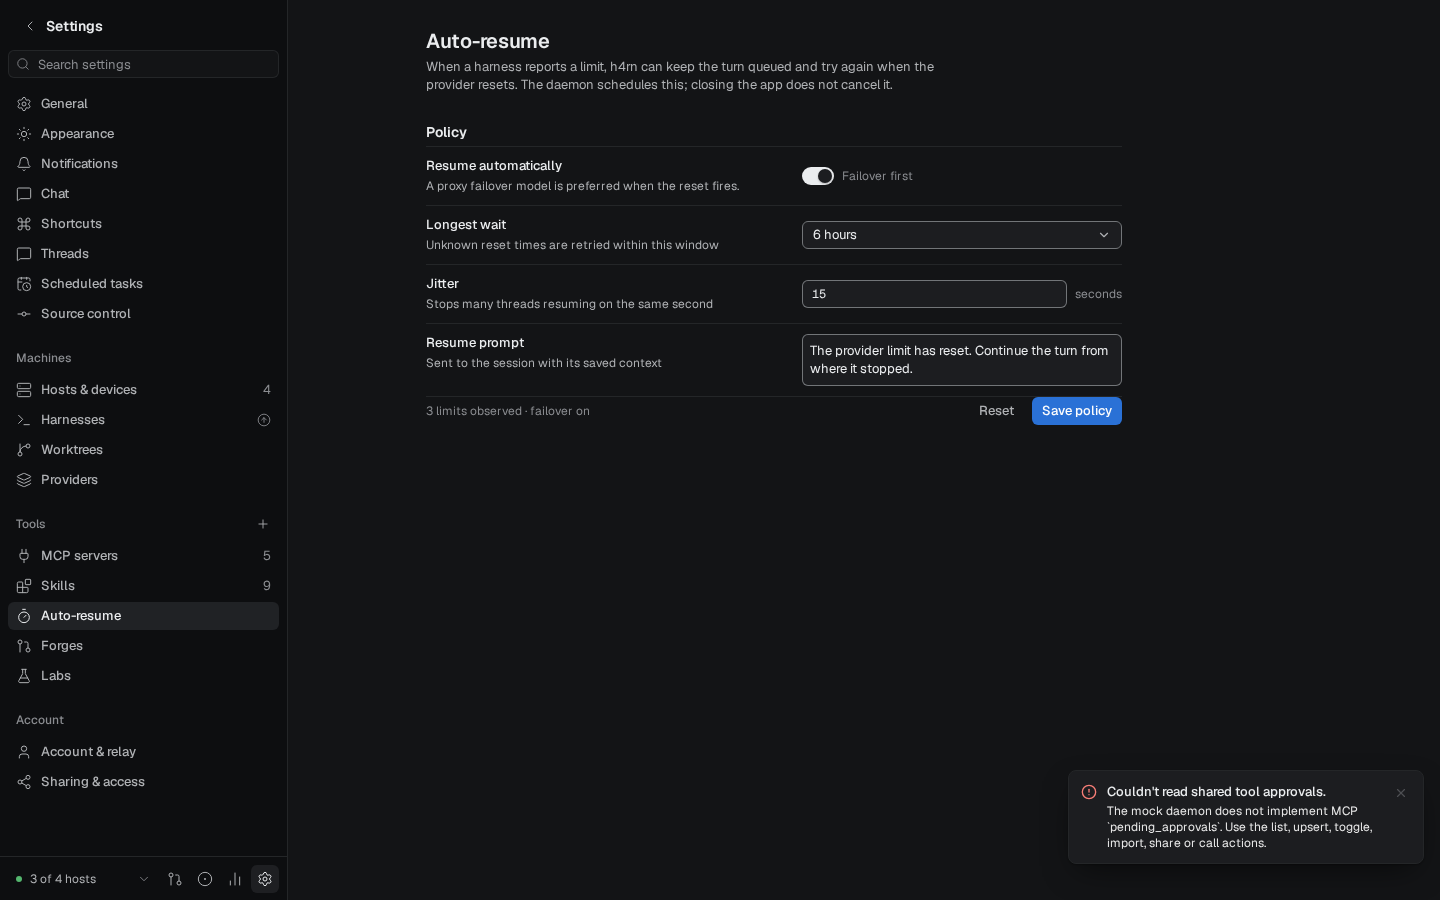 Settings
Search settings
General
Appearance
Notifications
Chat
Shortcuts
Threads
Scheduled tasks
Source control
Machines
Hosts & devices 4
Harnesses
Worktrees
Providers
Tools
MCP servers 5
Skills 9
Auto-resume
Forges
Labs
Account
Account & relay
Sharing & access
3 of 4 hosts
Auto-resume
When a harness reports a limit, h4rn can keep the turn queued and try again when the
provider resets. The daemon schedules this; closing the app does not cancel it.
Policy
Resume automatically
A proxy failover model is preferred when the reset fires.
Failover first
Longest wait
Unknown reset times are retried within this window
6 hours
Jitter
Stops many threads resuming on the same second
15 seconds
Resume prompt
Sent to the session with its saved context
The provider limit has reset. Continue the turn from
where it stopped.
3 limits observed · failover on
Reset
Save policy
Couldn't read shared tool approvals.
The mock daemon does not implement MCP
`pending_approvals`. Use the list, upsert, toggle,
import, share or call actions.